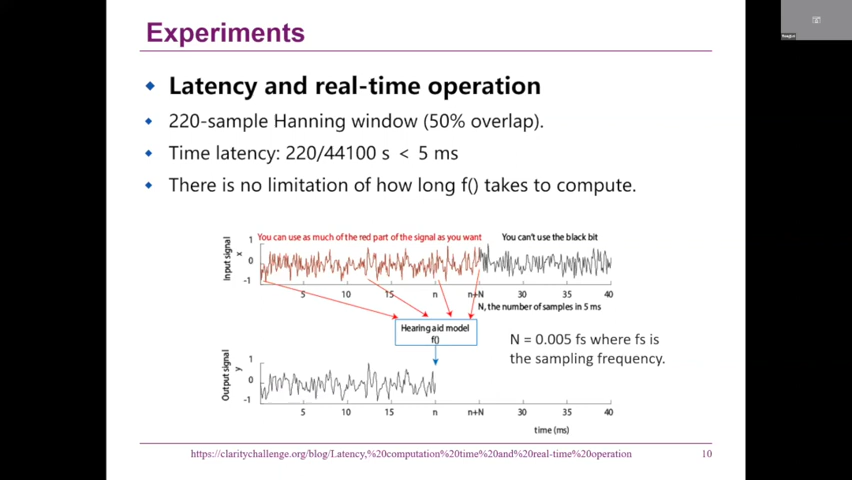 Experiments
Latency and real-time operation
220-sample Hanning window (50% overlap).
Time latency: 220/44100 s < 5 ms
There is no limitation of how long f() takes to compute.
You can use as much of the red part of the signal as you want
You can't use the black bit
Input signal
x
1
0
-1
5
10
15
n
n+N
30
35
40
N, the number of samples in 5 ms
Hearing aid model
f()
N = 0.005 fs where fs is
the sampling frequency.
Output signal
y
1
0
-1
5
10
15
n
n+N
30
35
40
time (ms)
https://claritychallenge.org/blog/Latency,%20computation%20time%20and%20real-time%20operation
10